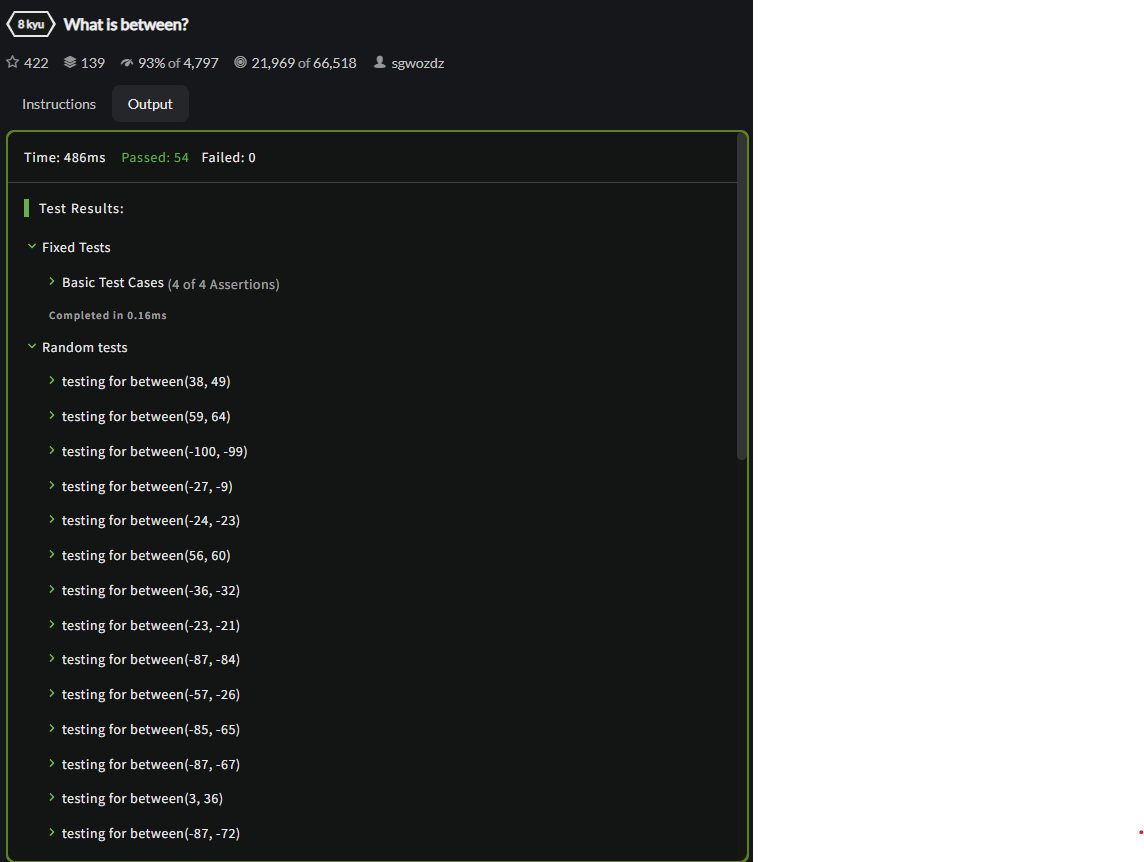 8 kyu What is between?
422 139 93% of 4,797 21,969 of 66,518 sgwozdz
Instructions Output
Time: 486ms Passed: 54 Failed: 0
Test Results:
Fixed Tests
Basic Test Cases (4 of 4 Assertions)
Completed in 0.16ms
Random tests
testing for between(38, 49)
testing for between(59, 64)
testing for between(-100, -99)
testing for between(-27, -9)
testing for between(-24, -23)
testing for between(56, 60)
testing for between(-36, -32)
testing for between(-23, -21)
testing for between(-87, -84)
testing for between(-57, -26)
testing for between(-85, -65)
testing for between(-87, -67)
testing for between(3, 36)
testing for between(-87, -72)